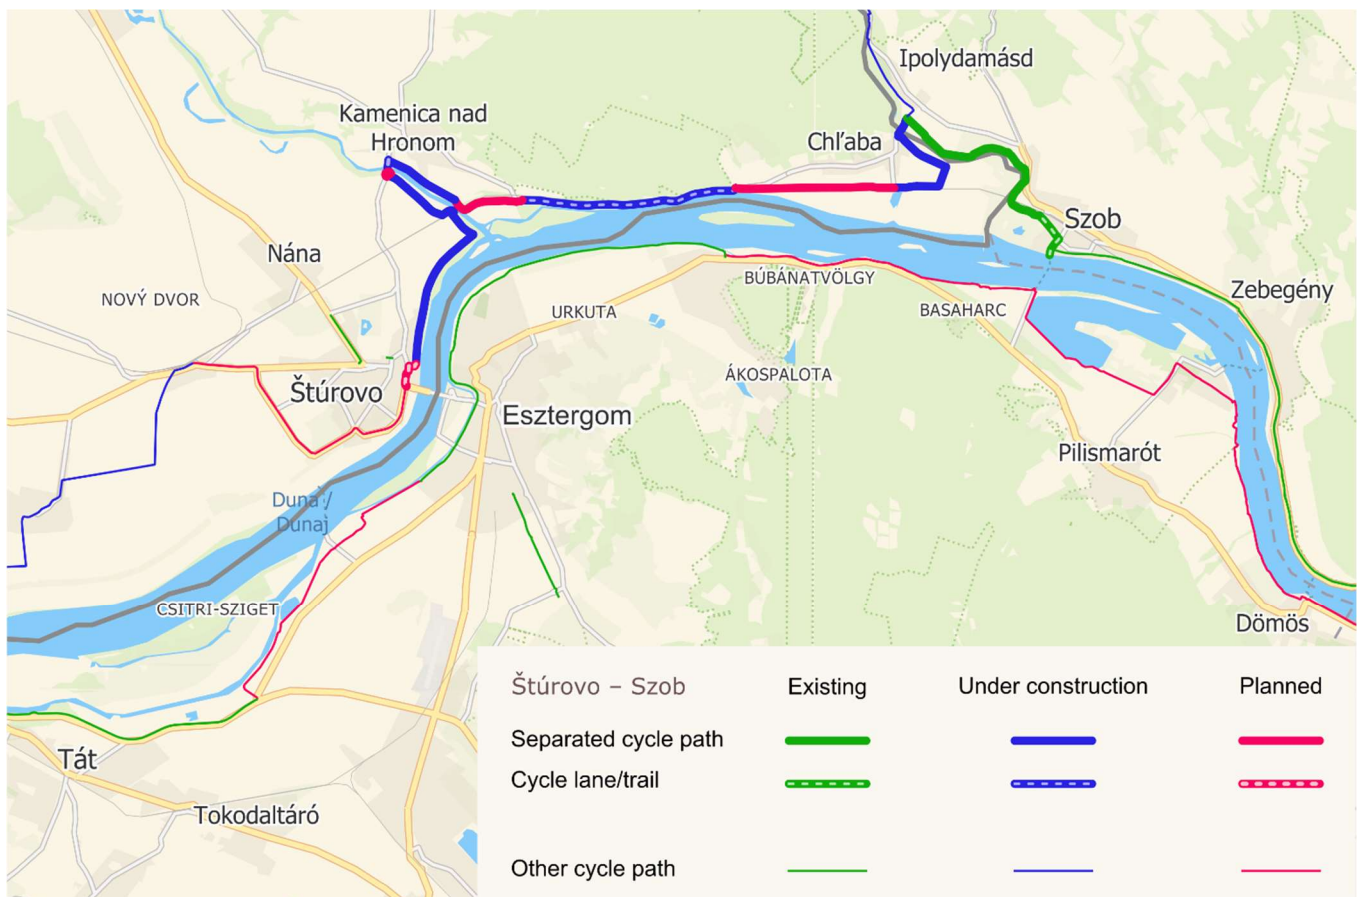 Ipolydamásd
Kamenica nad
Hronom
Chľaba
Szob
Nána
NOVÝ DVOR
BÚBÁNATVÖLGY
Zebegény
URKUTA
BASAHARC
ÁKOSPALOTA
Štúrovo
Esztergom
Pilismarót
Dunaj /
Dunaj
CSITRI-SZIGET
Dömös
Tát
Tokodaltáró
Štúrovo – Szob Existing Under construction Planned
Separated cycle path
Cycle lane/trail
Other cycle path